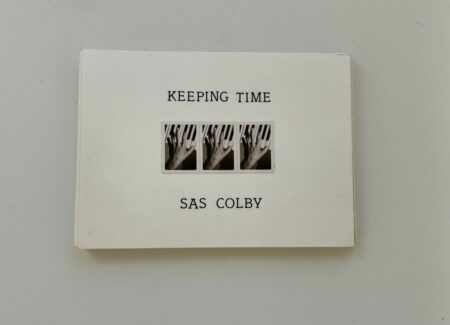 KEEPING TIME
SAS COLBY